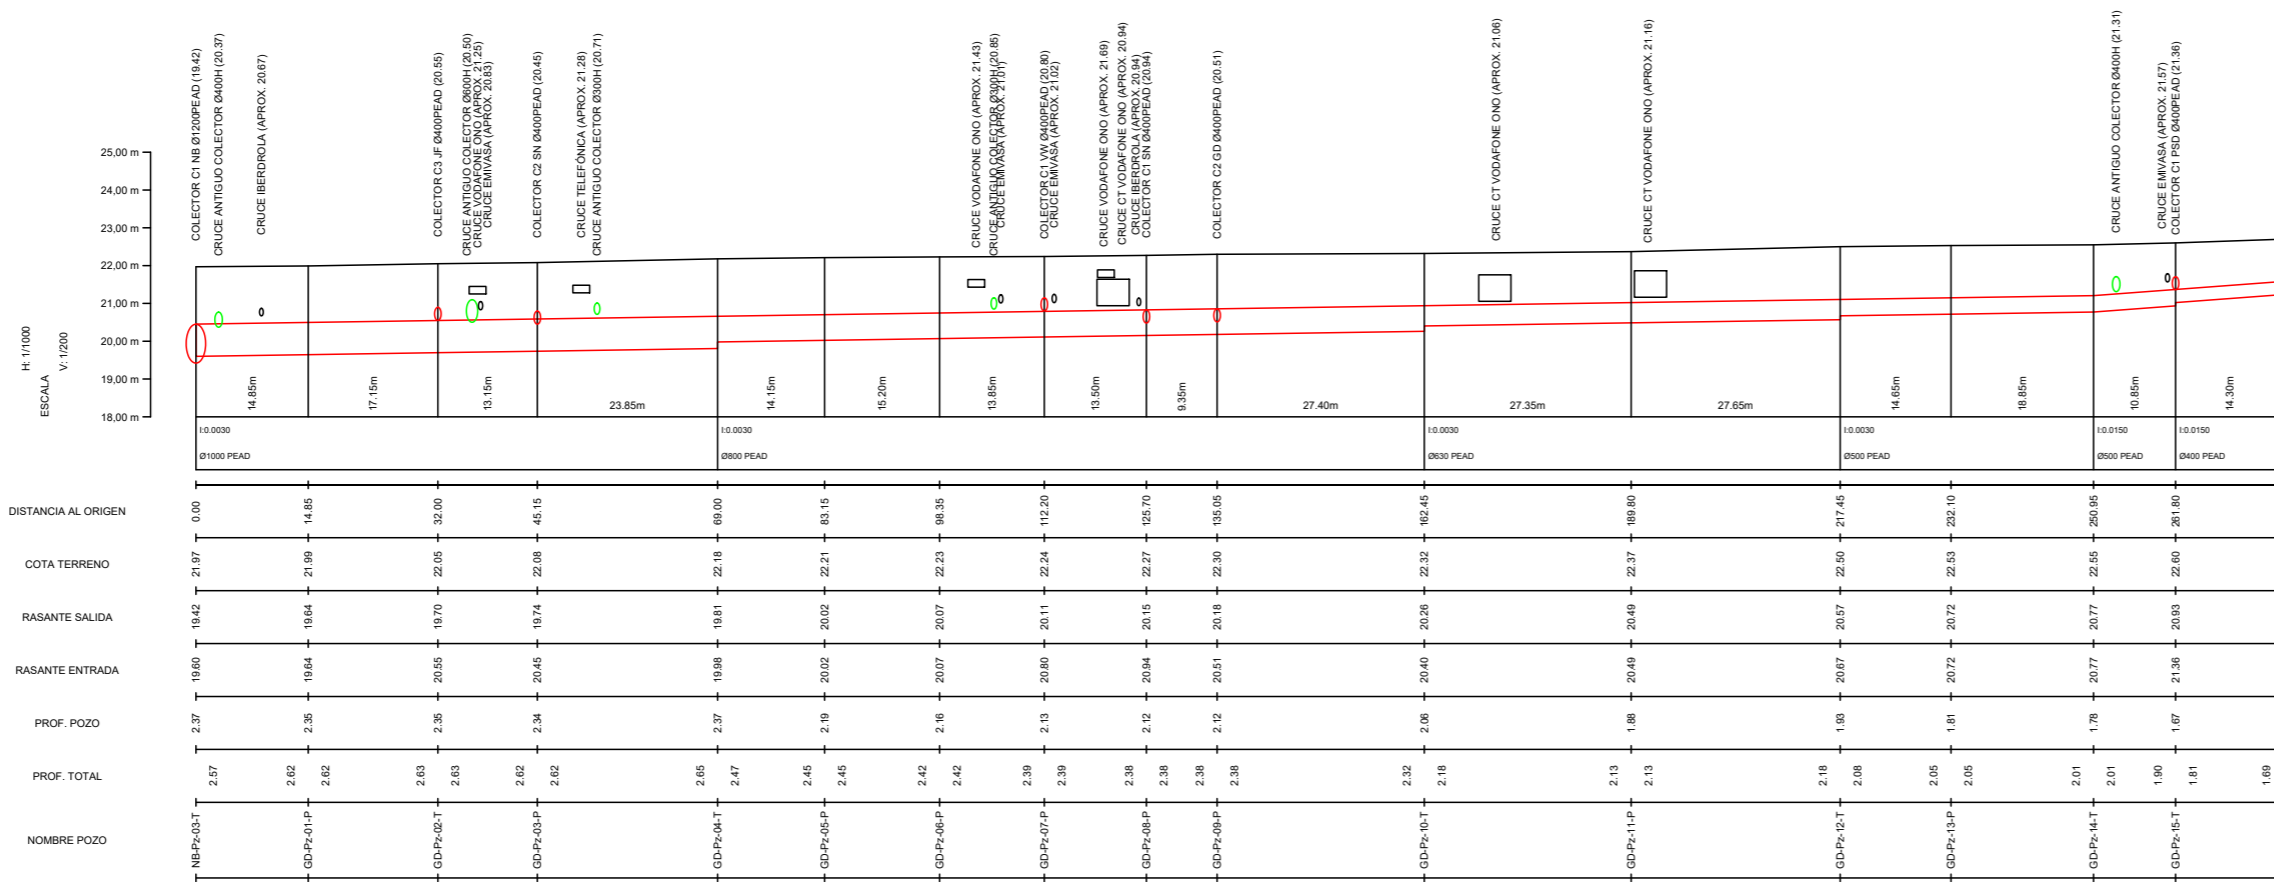 COLECTOR C1 NB Ø1200PEAD (19.42)
CRUCE ANTIGUO COLECTOR Ø400H (20.37)
CRUCE IBERDROLA (APROX. 20.67)
COLECTOR C3 JF Ø400PEAD (20.55)
CRUCE ANTIGUO COLECTOR Ø600H (20.50)
CRUCE VODAFONE ONO (APROX. 21.25)
CRUCE EMIVASA (APROX. 20.83)
COLECTOR C2 SN Ø400PEAD (20.45)
CRUCE TELEFÓNICA (APROX. 21.28)
CRUCE ANTIGUO COLECTOR Ø300H (20.71)
CRUCE VODAFONE ONO (APROX. 21.43)
CRUCE ANTIGUO COLECTOR Ø300H (20.85)
CRUCE EMIVASA (APROX. 21.01)
COLECTOR C1 VW Ø400PEAD (20.80)
CRUCE EMIVASA (APROX. 21.02)
CRUCE VODAFONE ONO (APROX. 21.69)
CRUCE CT VODAFONE ONO (APROX. 20.94)
CRUCE IBERDROLA (APROX. 20.94)
COLECTOR C1 SN Ø400PEAD (20.94)
COLECTOR C2 GD Ø400PEAD (20.51)
CRUCE CT VODAFONE ONO (APROX. 21.06)
CRUCE CT VODAFONE ONO (APROX. 21.16)
CRUCE ANTIGUO COLECTOR Ø400H (21.31)
CRUCE EMIVASA (APROX. 21.57)
COLECTOR C1 PSD Ø400PEAD (21.36)
25,00 m
24,00 m
23,00 m
22,00 m
21,00 m
20,00 m
19,00 m
18,00 m
ESCALA
H: 1/1000
V: 1/200
14.85m 17.15m 13.15m 23.85m 14.15m 15.20m 13.85m 13.50m 9.35m 27.40m 27.35m 27.65m 14.65m 18.85m 10.85m 14.30m
I:0.0030 I:0.0030 I:0.0030 I:0.0030 I:0.0150 I:0.0150
Ø1000 PEAD Ø800 PEAD Ø630 PEAD Ø500 PEAD Ø500 PEAD Ø400 PEAD
DISTANCIA AL ORIGEN 0.00 14.85 32.00 45.15 69.00 83.15 98.35 112.20 125.70 135.05 162.45 189.80 217.45 232.10 250.95 261.80
COTA TERRENO 21.97 21.99 22.05 22.08 22.18 22.21 22.23 22.24 22.27 22.30 22.32 22.37 22.50 22.53 22.55 22.60
RASANTE SALIDA 19.42 19.64 19.70 19.74 19.81 20.02 20.07 20.11 20.15 20.18 20.26 20.49 20.57 20.72 20.77 20.93
RASANTE ENTRADA 19.60 19.64 20.55 20.45 19.98 20.02 20.07 20.80 20.94 20.51 20.40 20.49 20.67 20.72 20.77 21.36
PROF. POZO 2.37 2.35 2.35 2.34 2.37 2.19 2.16 2.13 2.12 2.12 2.06 1.88 1.93 1.81 1.78 1.67
PROF. TOTAL 2.57 2.62 2.62 2.63 2.63 2.62 2.62 2.65 2.47 2.45 2.45 2.42 2.42 2.39 2.39 2.38 2.38 2.38 2.38 2.32 2.18 2.13 2.13 2.18 2.08 2.05 2.05 2.01 2.01 1.90 1.81 1.69
NOMBRE POZO NB-Pz-03-T GD-Pz-01-P GD-Pz-02-T GD-Pz-03-P GD-Pz-04-T GD-Pz-05-P GD-Pz-06-P GD-Pz-07-P GD-Pz-08-P GD-Pz-09-P GD-Pz-10-T GD-Pz-11-P GD-Pz-12-T GD-Pz-13-P GD-Pz-14-T GD-Pz-15-T